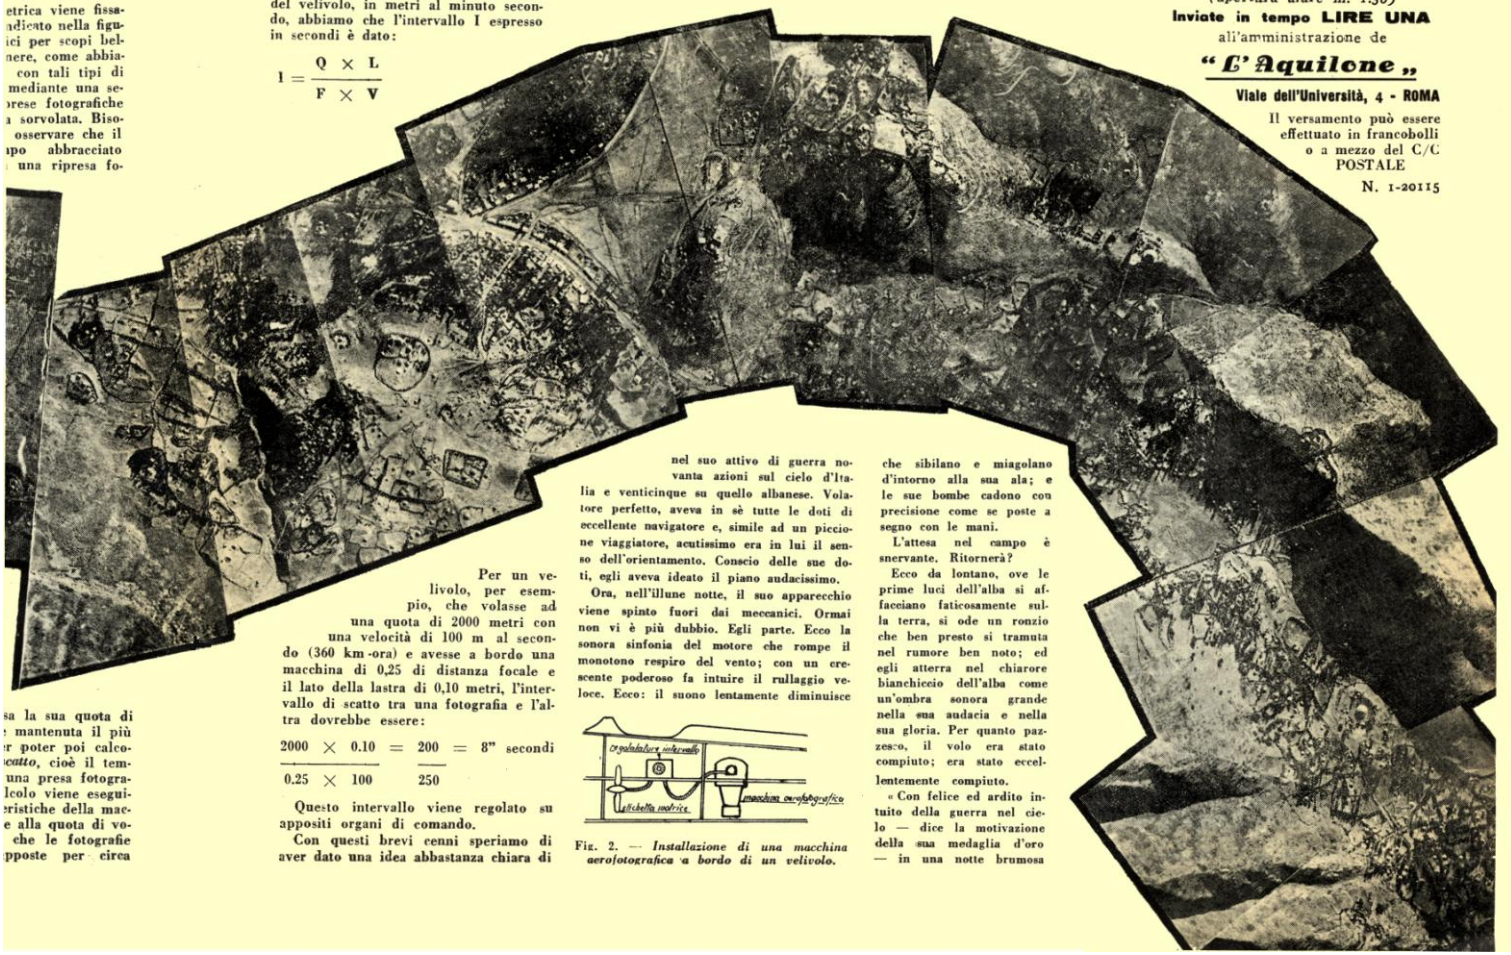 etrica viene fissa-
ndicato nella figu-
ici per scopi bel-
nere, come abbia-
con tali tipi di
mediante una se-
prese fotografiche
a sorvolata. Biso-
osservare che il
mpo abbracciato
una ripresa fo-
sa la sua quota di
mantenuta il più
er poter poi calco-
scatto, cioè il tem-
una presa fotogra-
lcolo viene esegui-
eristiche della mac-
e alla quota di vo-
che le fotografie
pposte per circa
del velivolo, in metri al minuto secon-
do, abbiamo che l'intervallo I espresso
in secondi è dato:
I = Q × L
F × V
Per un ve-
livolo, per esem-
pio, che volasse ad
una quota di 2000 metri con
una velocità di 100 m al secon-
do (360 km-ora) e avesse a bordo una
macchina di 0,25 di distanza focale e
il lato della lastra di 0,10 metri, l'inter-
vallo di scatto tra una fotografia e l'al-
tra dovrebbe essere:
2000 × 0.10 = 200 = 8" secondi
0.25 × 100 250
Questo intervallo viene regolato su
appositi organi di comando.
Con questi brevi cenni speriamo di
aver dato una idea abbastanza chiara di
nel suo attivo di guerra no-
vanta azioni sul cielo d'Ita-
lia e venticinque su quello albanese. Vola-
tore perfetto, aveva in sè tutte le doti di
eccellente navigatore e, simile ad un piccio-
ne viaggiatore, acutissimo era in lui il sen-
so dell'orientamento. Conscio delle sue do-
ti, egli aveva ideato il piano audacissimo.
Ora, nell'illune notte, il suo apparecchio
viene spinto fuori dai meccanici. Ormai
non vi è più dubbio. Egli parte. Ecco la
sonora sinfonia del motore che rompe il
monotono respiro del vento; con un cre-
scente poderoso fa intuire il rullaggio ve-
loce. Ecco: il suono lentamente diminuisce
regolatore intervallo
elichetta motrice
macchina aerofotografica
Fig. 2. — Installazione di una macchina
aerofotografica a bordo di un velivolo.
che sibilano e miagolano
d'intorno alla sua ala; e
le sue bombe cadono con
precisione come se poste a
segno con le mani.
L'attesa nel campo è
snervante. Ritornerà?
Ecco da lontano, ove le
prime luci dell'alba si af-
facciano faticosamente sul-
la terra, si ode un ronzio
che ben presto si tramuta
nel rumore ben noto; ed
egli atterra nel chiarore
bianchiccio dell'alba come
un'ombra sonora grande
nella sua audacia e nella
sua gloria. Per quanto paz-
zesco, il volo era stato
compiuto; era stato eccel-
lentemente compiuto.
« Con felice ed ardito in-
tuito della guerra nel cie-
lo — dice la motivazione
della sua medaglia d'oro
— in una notte brumosa
(apertura alare m. 1.50)
Inviate in tempo LIRE UNA
all'amministrazione de
“L'Aquilone„
Viale dell'Università, 4 - ROMA
Il versamento può essere
effettuato in francobolli
o a mezzo del C/C
POSTALE
N. 1-20115